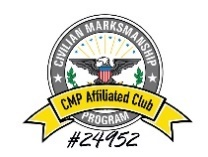 CIVILIAN MARKSMANSHIP
CMP Affiliated Club
PROGRAM
#24952